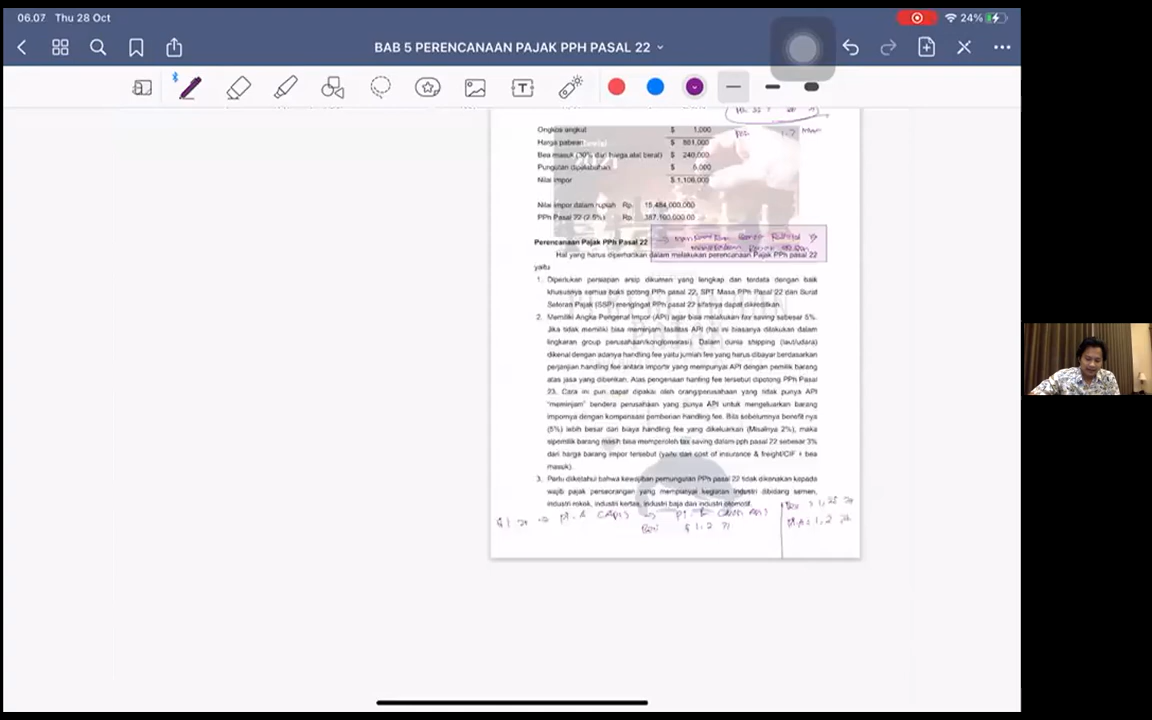 06.07 Thu 28 Oct
24%
BAB 5 PERENCANAAN PAJAK PPH PASAL 22
Ongkos angkut $ 1,000
Harga pabean $ 801,000
Bea masuk (30% dari harga alat berat) $ 240,000
Pungutan dipelabuhan $
Nilai impor $ 1,106,000
Nilai impor dalam rupiah Rp. 15.484.000.000
PPh Pasal 22 (2.5%) Rp. 387.100.000.00
Perencanaan Pajak PPh Pasal 22
Hal yang harus diperhatikan dalam melakukan perencanaan Pajak PPh pasal 22
yaitu
1. Diperlukan persiapan arsip dikumen yang lengkap dan terdata dengan baik
khususnya semua bukti potong PPh pasal 22, SPT Masa PPh Pasal 22 dan Surat
Setoran Pajak (SSP) mengingat PPh pasal 22 sifatnya dapat dikreditkan.
2. Memiliki Angka Pengenal Impor (API) agar bisa melakukan tax saving sebesar 5%.
Jika tidak memiliki bisa meminjam fasilitas API (hal ini biasanya dilakukan dalam
lingkaran group perusahaan/konglomerasi). Dalam dunia shipping (laut/udara)
dikenal dengan adanya handling fee yaitu jumlah fee yang harus dibayar berdasarkan
perjanjian handling fee antara importir yang mempunyai API dengan pemilik barang
atas jasa yang diberikan. Atas pengenaan fee tersebut dipotong PPh Pasal
23. Cara ini pun dapat dipakai oleh orang/perusahaan yang tidak punya API
"meminjam" bendera perusahaan yang punya API untuk mengeluarkan barang
impornya dengan kompensasi pemberian handling fee. Bila sebelumnya benefit nya
(5%) lebih besar dari biaya handling fee yang dikeluarkan (Misalnya 2%), maka
sipemilik barang masih bisa memperoleh tax saving dalam pph pasal 22 sebesar 3%
dari harga barang impor tersebut (yaitu dari cost of insurance & freight/CIF + bea
masuk).
3. Perlu diketahui bahwa kewajiban pemungutan PPh pasal 22 tidak dikenakan kepada
wajib pajak perseorangan yang mempunyai kegiatan industri dibidang semen,
industri rokok, industri kertas, industri baja dan industri otomotif.